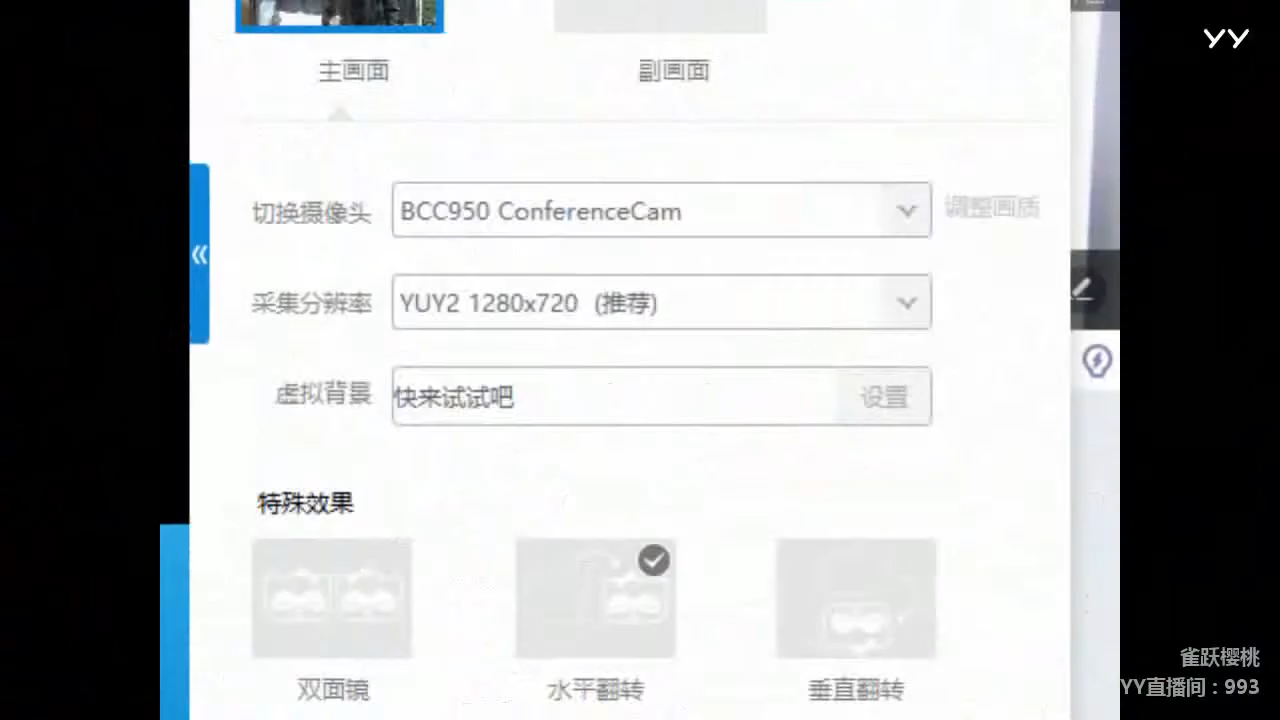 YY
主画面
副画面
切换摄像头
BCC950 ConferenceCam
调整画质
采集分辨率
YUY2 1280x720 (推荐)
虚拟背景
快来试试吧
设置
特殊效果
双面镜
水平翻转
垂直翻转
雀跃樱桃
YY直播间：993